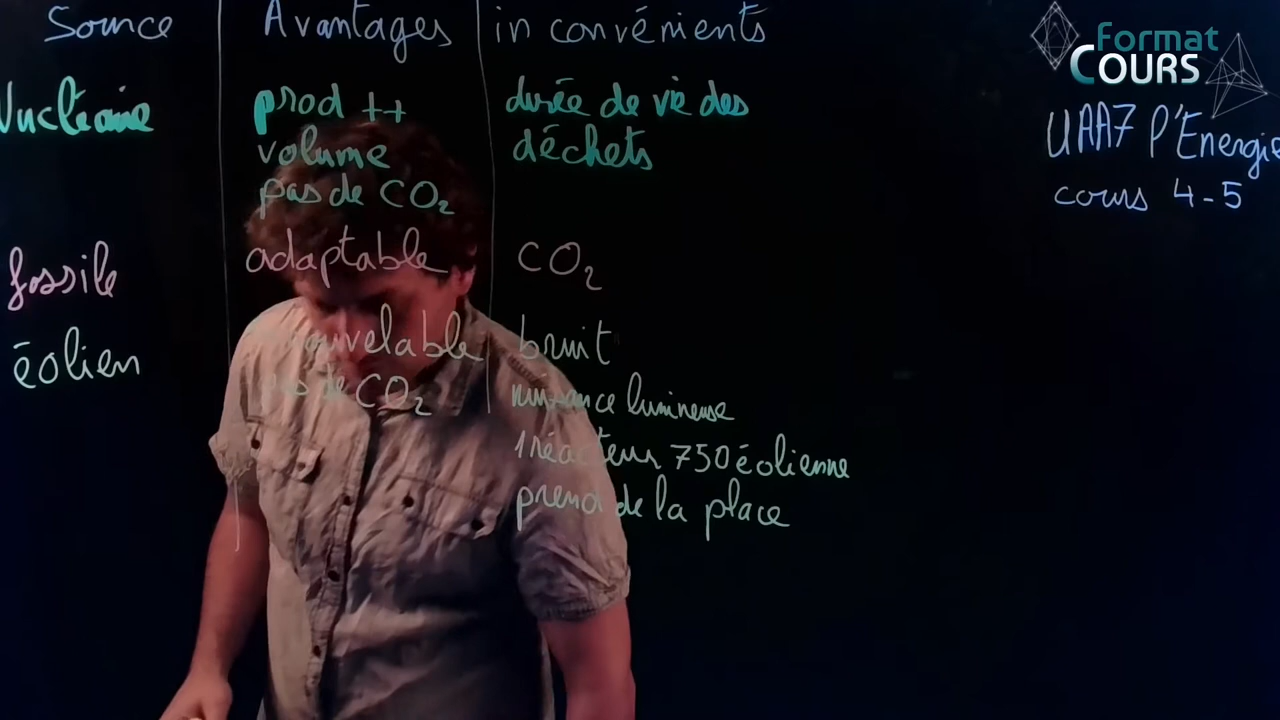 Source Avantages inconvénients
Nucléaire prod ++ durée de vie des
volume déchets
pas de CO₂
fossile adaptable CO₂
éolien bruit
pas de CO₂ nuisance lumineuse
1 réacteur 750 éolienne
prend de la place
Format
COURS
UAA7 l'Energie
cours 4-5